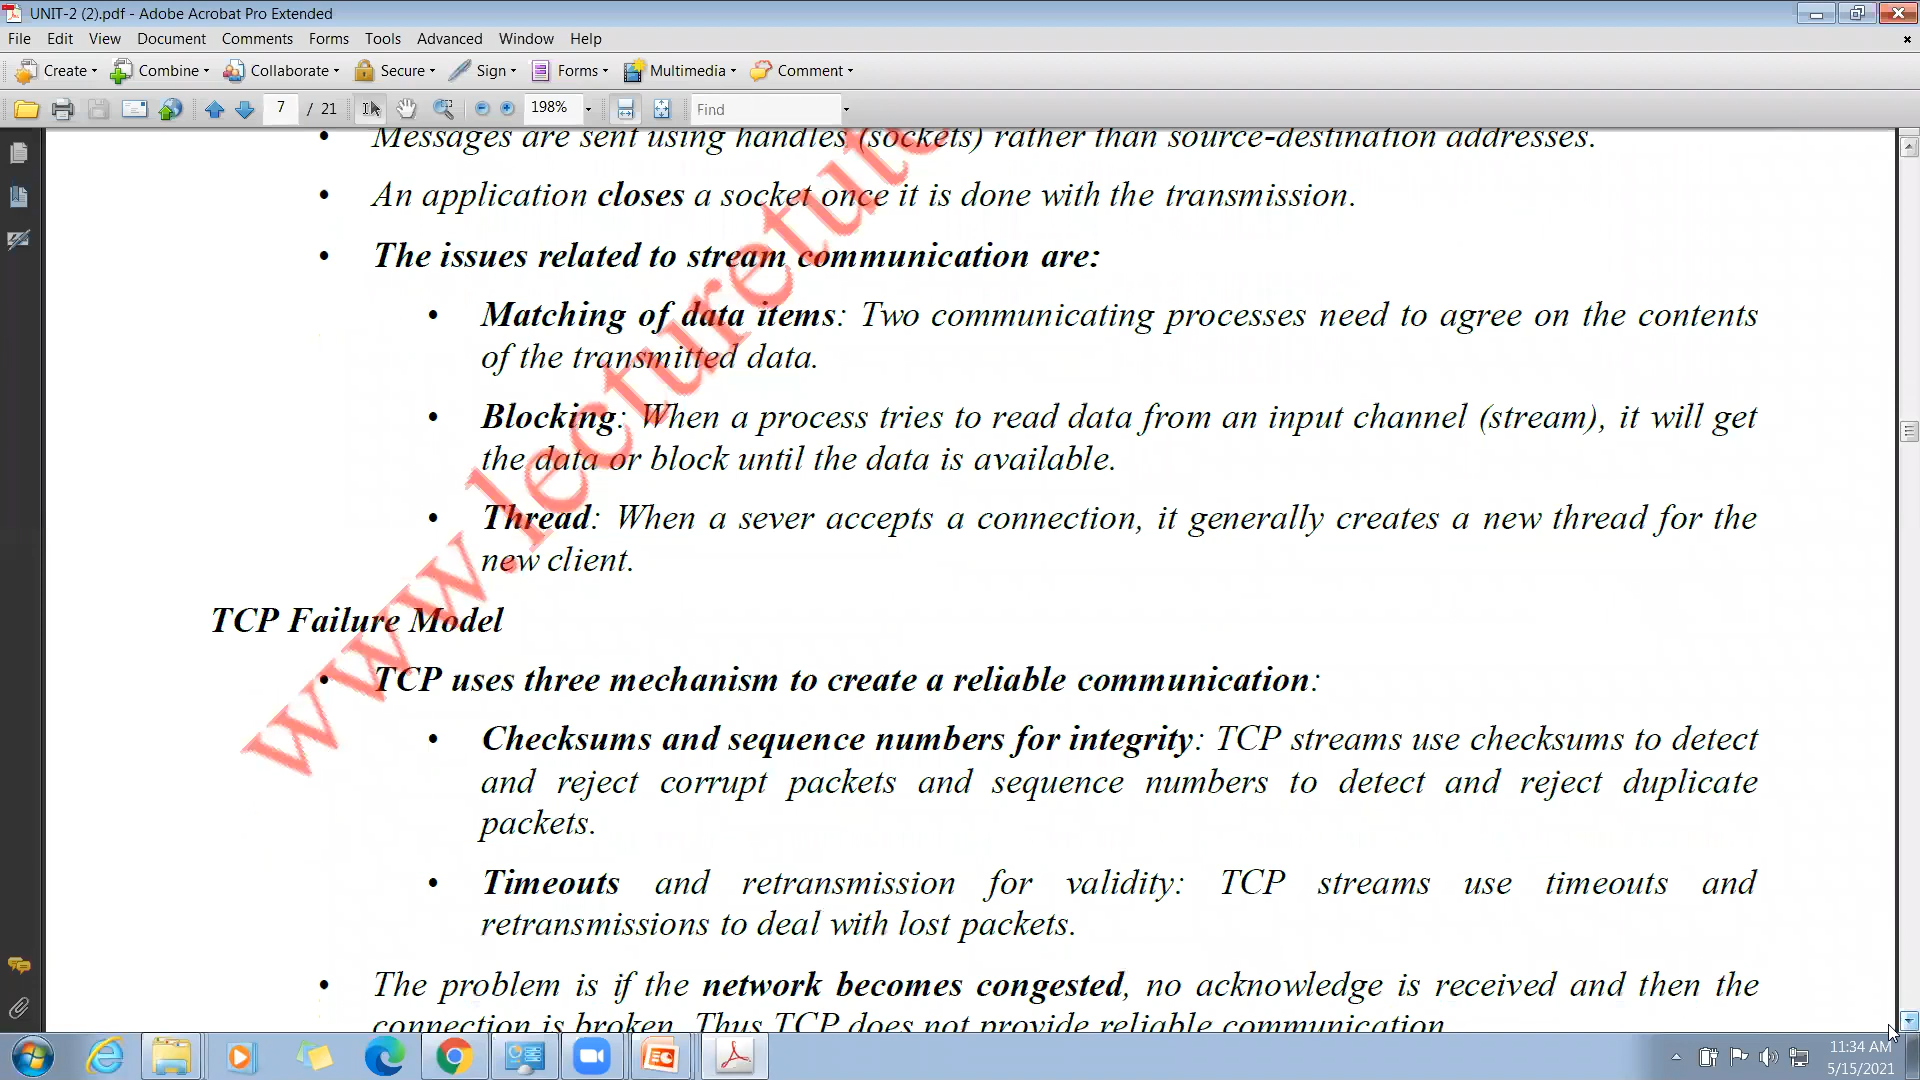 UNIT-2 (2).pdf - Adobe Acrobat Pro Extended
File Edit View Document Comments Forms Tools Advanced Window Help
Create Combine Collaborate Secure Sign Forms Multimedia Comment
7 / 21 198% Find
• Messages are sent using handles (sockets) rather than source-destination addresses.
• An application closes a socket once it is done with the transmission.
• The issues related to stream communication are:
• Matching of data items: Two communicating processes need to agree on the contents
of the transmitted data.
• Blocking: When a process tries to read data from an input channel (stream), it will get
the data or block until the data is available.
• Thread: When a sever accepts a connection, it generally creates a new thread for the
new client.
TCP Failure Model
• TCP uses three mechanism to create a reliable communication:
• Checksums and sequence numbers for integrity: TCP streams use checksums to detect
and reject corrupt packets and sequence numbers to detect and reject duplicate
packets.
• Timeouts and retransmission for validity: TCP streams use timeouts and
retransmissions to deal with lost packets.
• The problem is if the network becomes congested, no acknowledge is received and then the
connection is broken. Thus TCP does not provide reliable communication.
www.lecturetut
11:34 AM
5/15/2021